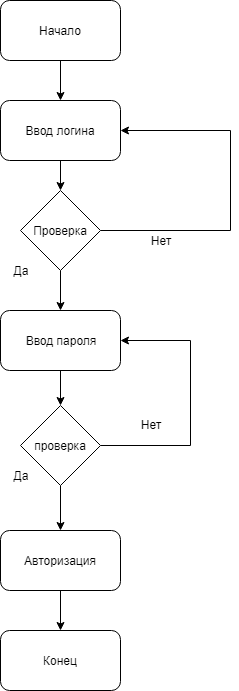 Начало
Ввод логина
Проверка
Нет
Да
Ввод пароля
Нет
проверка
Да
Авторизация
Конец